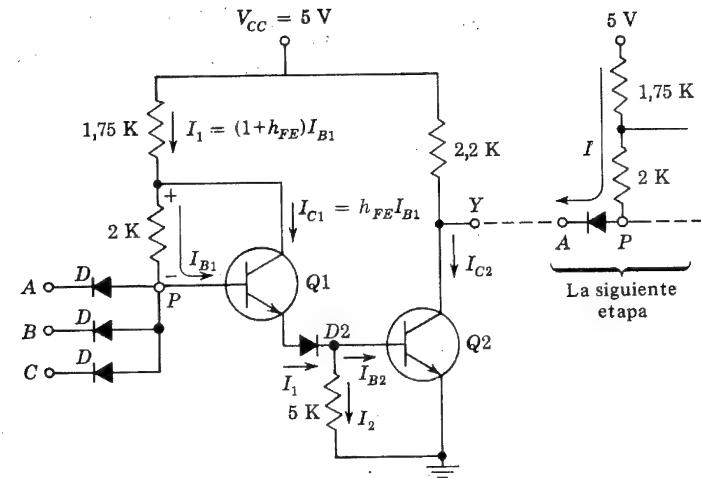 V_CC = 5 V
5 V
1,75 K
I_1 = (1+h_FE)I_B1
1,75 K
2,2 K
I
+
I_C1 = h_FE I_B1
2 K
2 K
Y
A
P
I_B1
−
I_C2
A
D
P
Q1
La siguiente
etapa
B
D
D2
Q2
C
D
I_1
I_B2
5 K
I_2